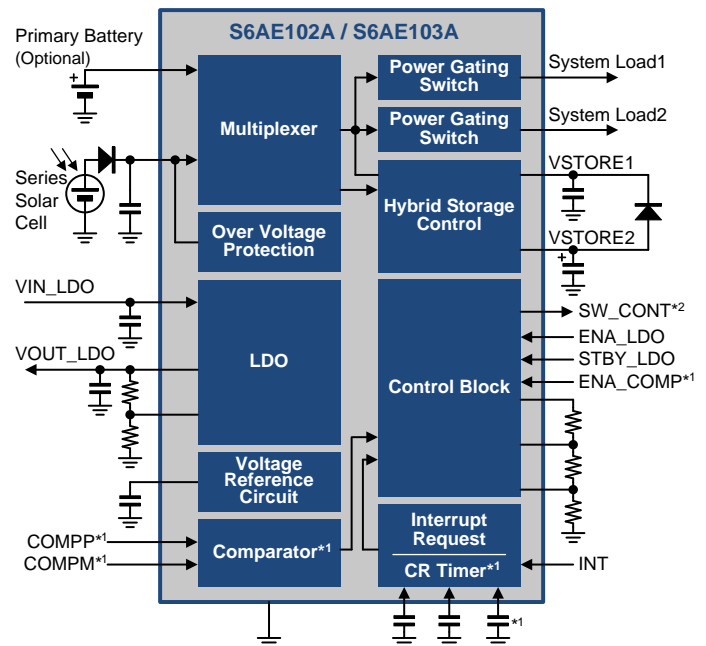 S6AE102A / S6AE103A
Primary Battery
(Optional)
+
Multiplexer
Power Gating
Switch
System Load1
Power Gating
Switch
System Load2
Series
Solar
Cell
Over Voltage
Protection
Hybrid Storage
Control
VSTORE1
VSTORE2
+
VIN_LDO
VOUT_LDO
LDO
Control Block
SW_CONT*2
ENA_LDO
STBY_LDO
ENA_COMP*1
Voltage
Reference
Circuit
COMPP*1
COMPM*1
Comparator*1
Interrupt
Request
CR Timer*1
INT
*1